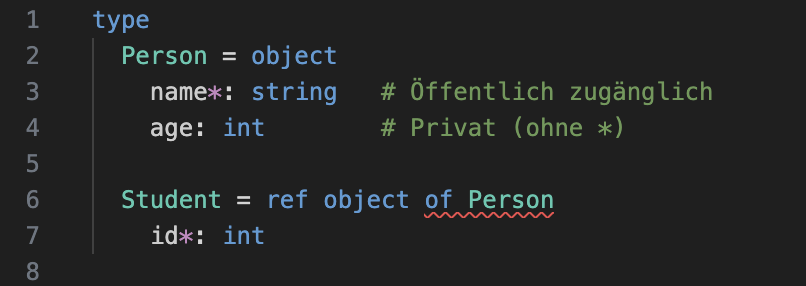 1 type
2 Person = object
3 name*: string # Öffentlich zugänglich
4 age: int # Privat (ohne *)
5
6 Student = ref object of Person
7 id*: int
8